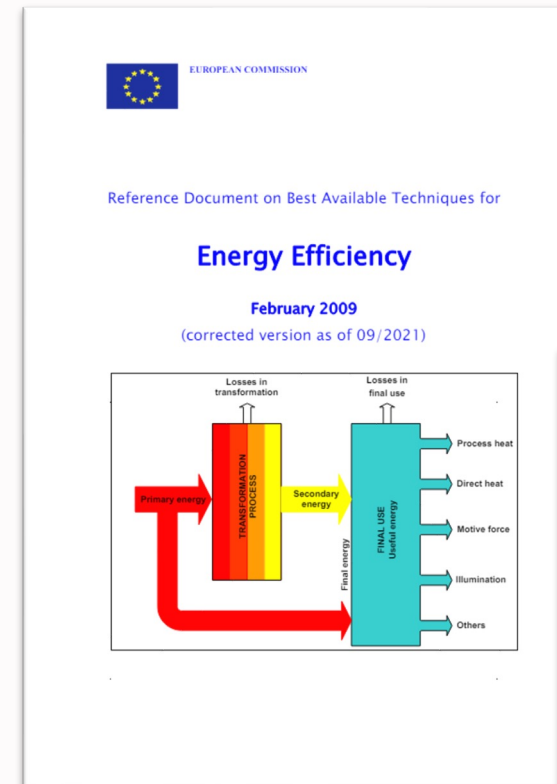 EUROPEAN COMMISSION
Reference Document on Best Available Techniques for
Energy Efficiency
February 2009
(corrected version as of 09/2021)
Losses in
transformation
Losses in
final use
Primary energy
TRANSFORMATION
PROCESS
Secondary
energy
Final energy
FINAL USE
Useful energy
Process heat
Direct heat
Motive force
Illumination
Others